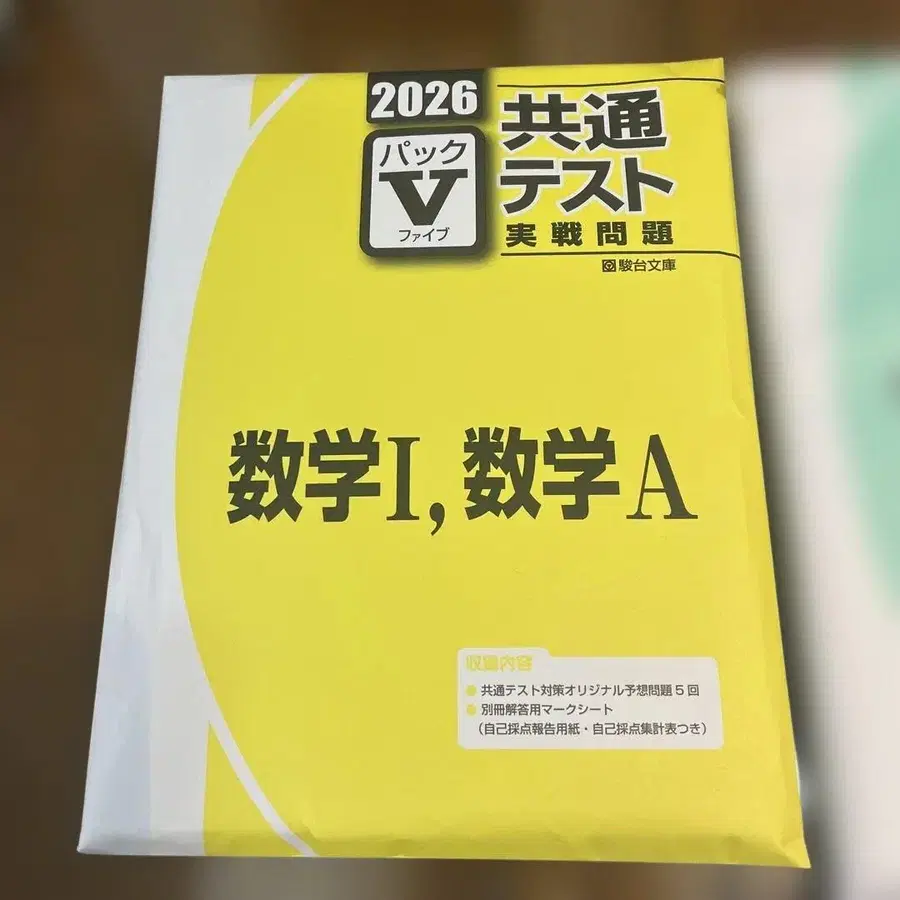 2026
パック
V
ファイブ
共通
テスト
実戦問題
駿台文庫
数学I, 数学A
収録内容
● 共通テスト対策オリジナル予想問題5回
● 別冊解答用マークシート
(自己採点報告用紙・自己採点集計表つき)